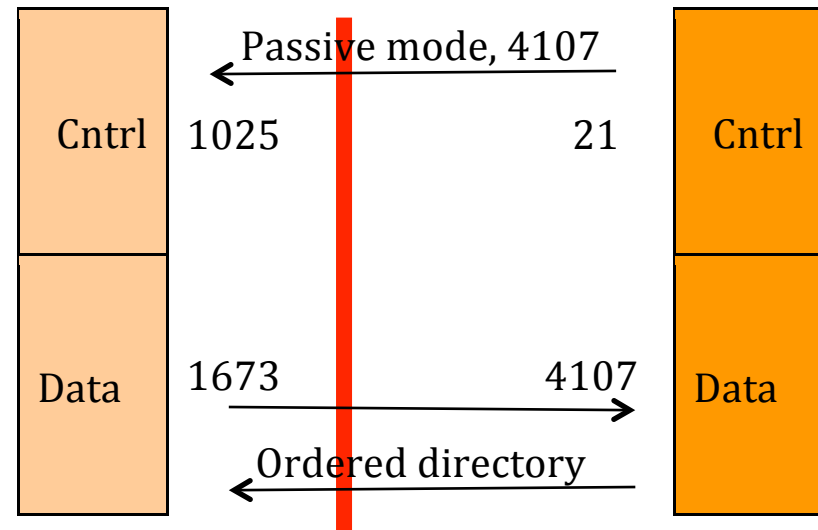 Passive mode, 4107
Cntrl 1025 21 Cntrl
Data 1673 4107 Data
Ordered directory